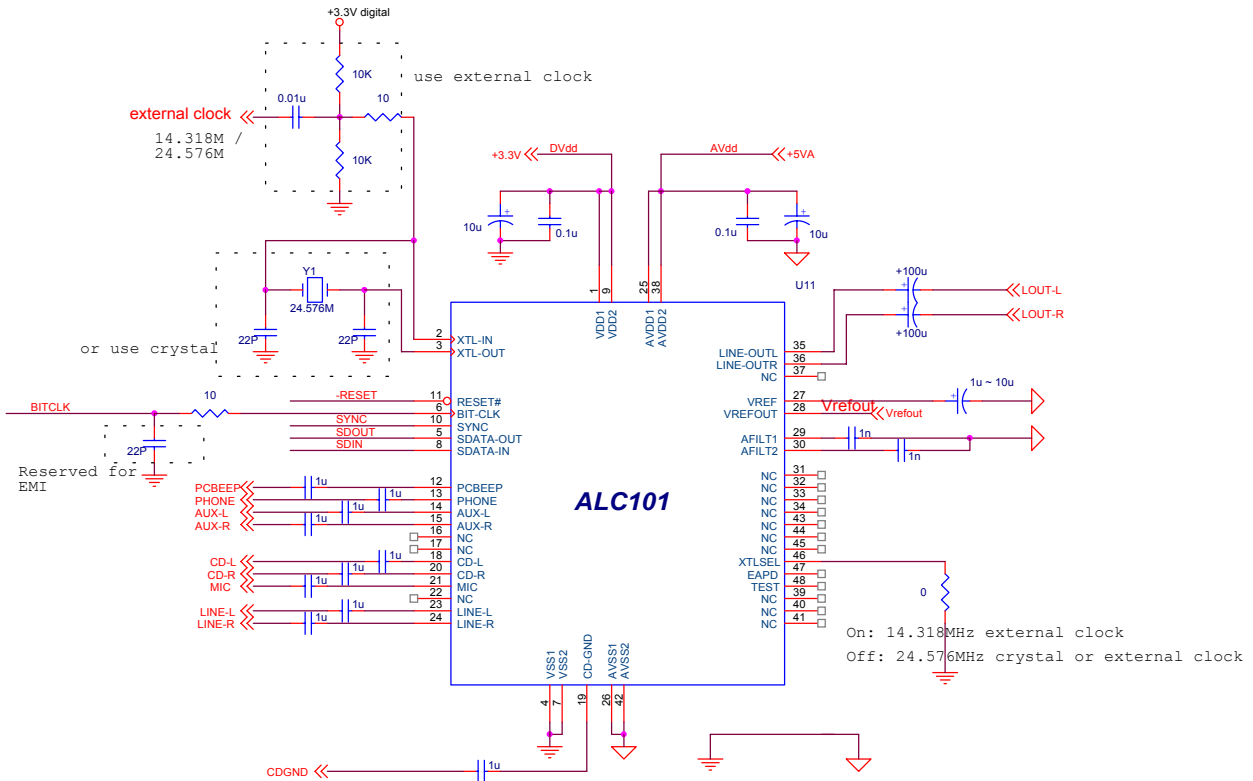 +3.3V digital
10K
use external clock
0.01u
10
external clock
14.318M /
24.576M
10K
+3.3V
DVdd
AVdd
+5VA
10u
0.1u
0.1u
10u
Y1
24.576M
22P
22P
or use crystal
U11
1
9
25
38
VDD1
VDD2
AVDD1
AVDD2
+100u
+
LOUT-L
+
LOUT-R
+100u
2
XTL-IN
3
XTL-OUT
LINE-OUTL
35
LINE-OUTR
36
NC
37
BITCLK
10
-RESET
11
RESET#
6
BIT-CLK
SYNC
10
SYNC
SDOUT
5
SDATA-OUT
SDIN
8
SDATA-IN
22P
Reserved for
EMI
VREF
27
+
1u ~ 10u
VREFOUT
28
Vrefout
Vrefout
AFILT1
29
1n
AFILT2
30
1n
PCBEEP
1u
12
PCBEEP
PHONE
1u
13
PHONE
AUX-L
1u
14
AUX-L
AUX-R
1u
15
AUX-R
16
NC
17
NC
CD-L
1u
18
CD-L
CD-R
1u
20
CD-R
MIC
1u
21
MIC
22
NC
LINE-L
1u
23
LINE-L
LINE-R
1u
24
LINE-R
ALC101
NC
31
NC
32
NC
33
NC
34
NC
43
NC
44
NC
45
XTLSEL
46
EAPD
47
TEST
48
NC
39
NC
40
NC
41
0
On: 14.318MHz external clock
Off: 24.576MHz crystal or external clock
VSS1
VSS2
CD-GND
AVSS1
AVSS2
4
7
19
26
42
CDGND
1u
+
+